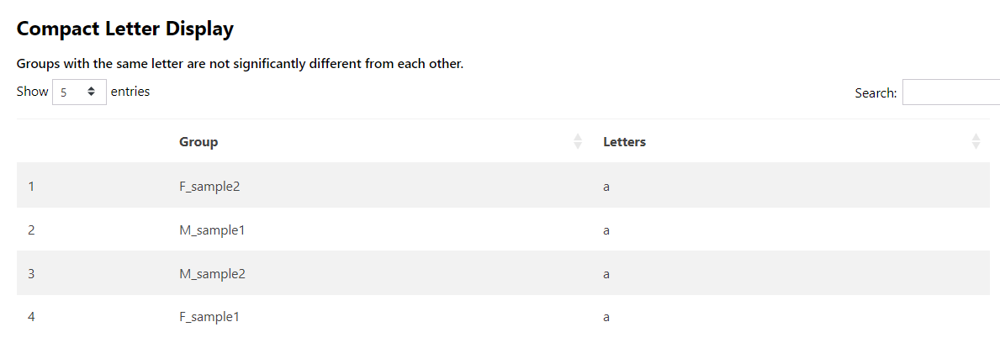 Compact Letter Display
Groups with the same letter are not significantly different from each other.
Show 5 entries Search:
Group Letters
1 F_sample2 a
2 M_sample1 a
3 M_sample2 a
4 F_sample1 a